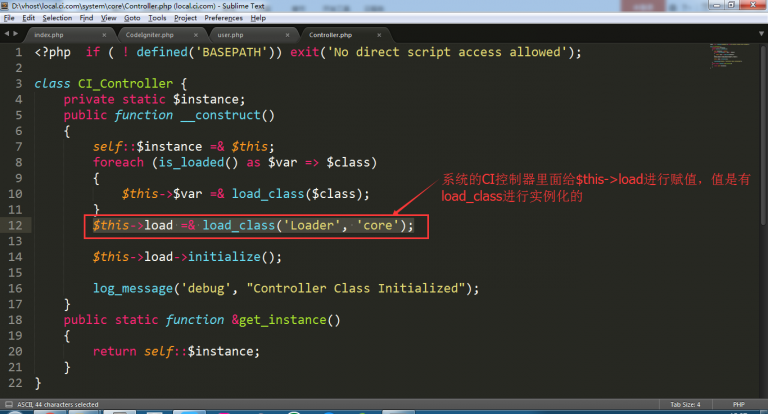 D:\vhost\local.ci.com\system\core\Controller.php (local.ci.com) - Sublime Text
File Edit Selection Find View Goto Tools Project Preferences Help
index.php × CodeIgniter.php × user.php × Controller.php ×
1 <?php  if ( ! defined('BASEPATH')) exit('No direct script access allowed');
2
3 class CI_Controller {
4     private static $instance;
5     public function __construct()
6     {
7         self::$instance =& $this;
8         foreach (is_loaded() as $var => $class)
9         {
10             $this->$var =& load_class($class);
11         }
12         $this->load =& load_class('Loader', 'core');
13
14         $this->load->initialize();
15
16         log_message('debug', "Controller Class Initialized");
17     }
18     public static function &get_instance()
19     {
20         return self::$instance;
21     }
22 }
系统的CI控制器里面给$this->load进行赋值，值是有
load_class进行实例化的
ASCII, 44 characters selected
Tab Size: 4
PHP